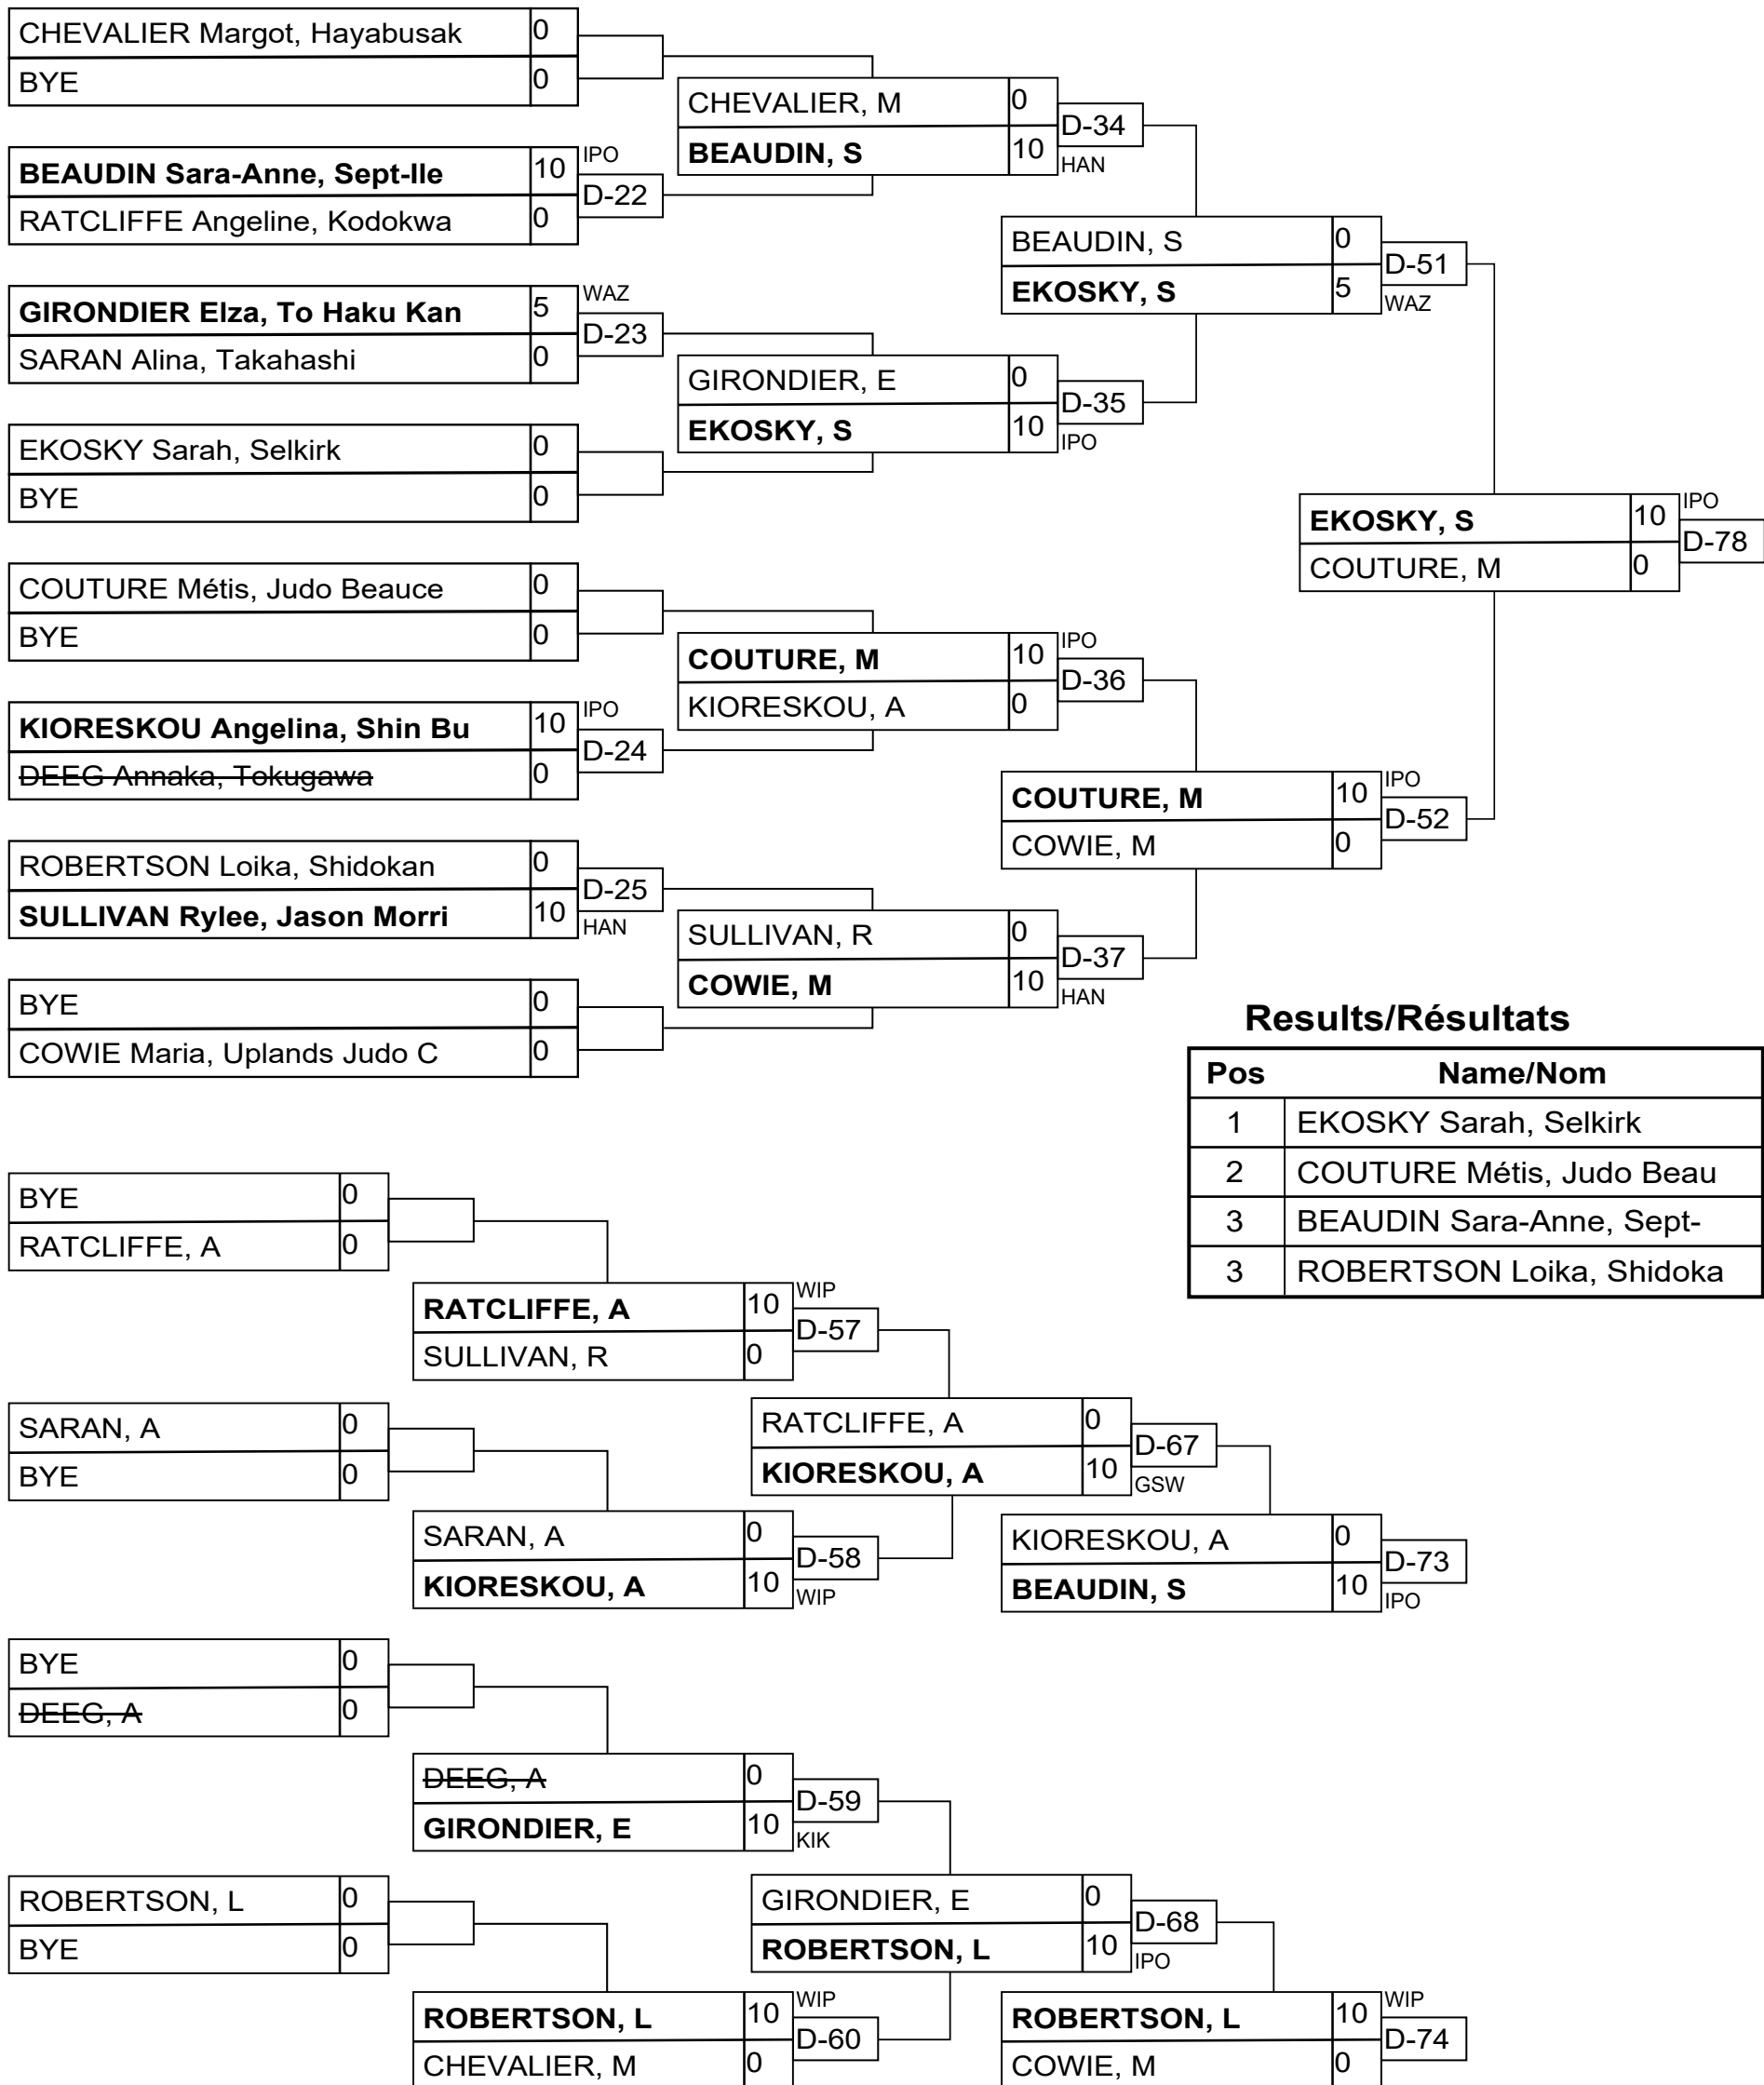 CHEVALIER Margot, Hayabusak 0
BYE 0
BEAUDIN Sara-Anne, Sept-Ile 10 IPO
D-22
RATCLIFFE Angeline, Kodokwa 0
GIRONDIER Elza, To Haku Kan 5 WAZ
D-23
SARAN Alina, Takahashi 0
EKOSKY Sarah, Selkirk 0
BYE 0
COUTURE Métis, Judo Beauce 0
BYE 0
KIORESKOU Angelina, Shin Bu 10 IPO
D-24
DEEG Annaka, Tokugawa 0
ROBERTSON Loika, Shidokan 0
D-25
SULLIVAN Rylee, Jason Morri 10 HAN
BYE 0
COWIE Maria, Uplands Judo C 0
CHEVALIER, M 0
D-34
BEAUDIN, S 10 HAN
GIRONDIER, E 0
D-35
EKOSKY, S 10 IPO
COUTURE, M 10 IPO
D-36
KIORESKOU, A 0
SULLIVAN, R 0
D-37
COWIE, M 10 HAN
BEAUDIN, S 0
D-51
EKOSKY, S 5 WAZ
COUTURE, M 10 IPO
D-52
COWIE, M 0
EKOSKY, S 10 IPO
D-78
COUTURE, M 0
Results/Résultats
Pos Name/Nom
1 EKOSKY Sarah, Selkirk
2 COUTURE Métis, Judo Beau
3 BEAUDIN Sara-Anne, Sept-
3 ROBERTSON Loika, Shidoka
BYE 0
RATCLIFFE, A 0
SARAN, A 0
BYE 0
BYE 0
DEEG, A 0
ROBERTSON, L 0
BYE 0
RATCLIFFE, A 10 WIP
D-57
SULLIVAN, R 0
SARAN, A 0
D-58
KIORESKOU, A 10 WIP
DEEG, A 0
D-59
GIRONDIER, E 10 KIK
ROBERTSON, L 10 WIP
D-60
CHEVALIER, M 0
RATCLIFFE, A 0
D-67
KIORESKOU, A 10 GSW
GIRONDIER, E 0
D-68
ROBERTSON, L 10 IPO
KIORESKOU, A 0
D-73
BEAUDIN, S 10 IPO
ROBERTSON, L 10 WIP
D-74
COWIE, M 0